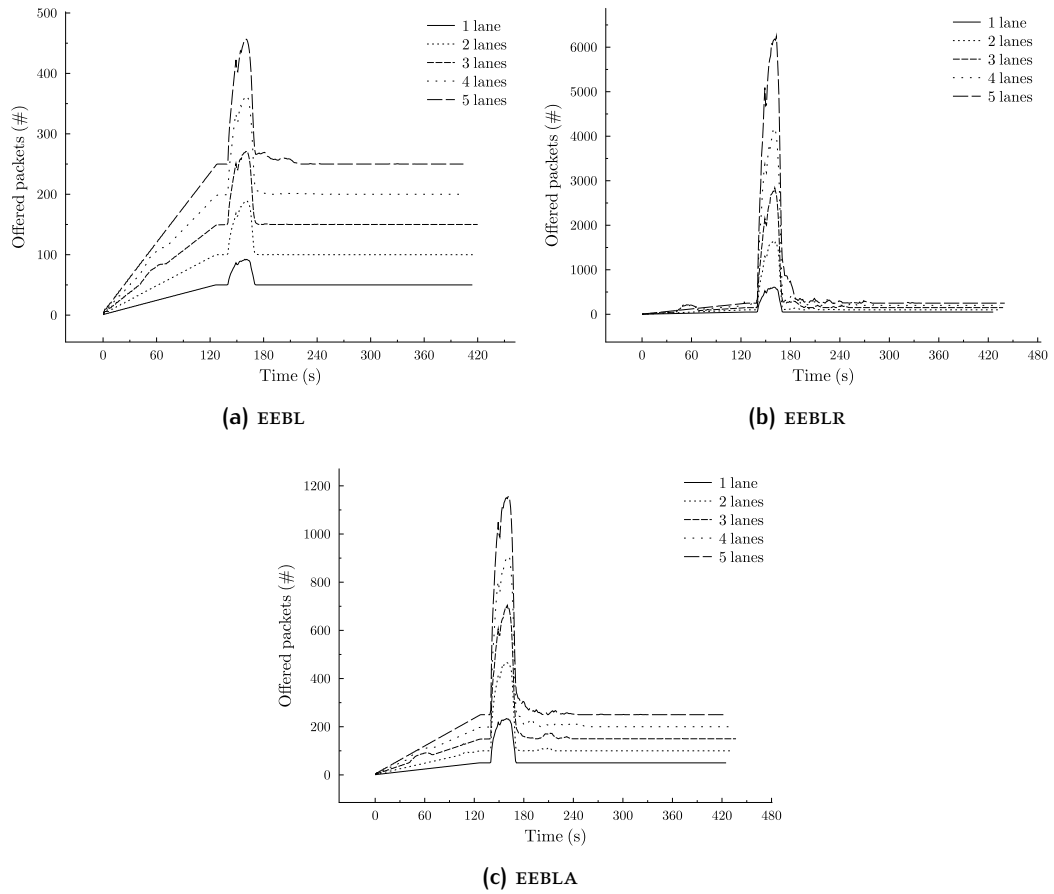 500
400
300
200
100
0
0 60 120 180 240 300 360 420
Offered packets (#)
Time (s)
1 lane
2 lanes
3 lanes
4 lanes
5 lanes
(a) EEBL
6000
5000
4000
3000
2000
1000
0
0 60 120 180 240 300 360 420 480
Offered packets (#)
Time (s)
1 lane
2 lanes
3 lanes
4 lanes
5 lanes
(b) EEBLR
1200
1000
800
600
400
200
0
0 60 120 180 240 300 360 420 480
Offered packets (#)
Time (s)
1 lane
2 lanes
3 lanes
4 lanes
5 lanes
(c) EEBLA